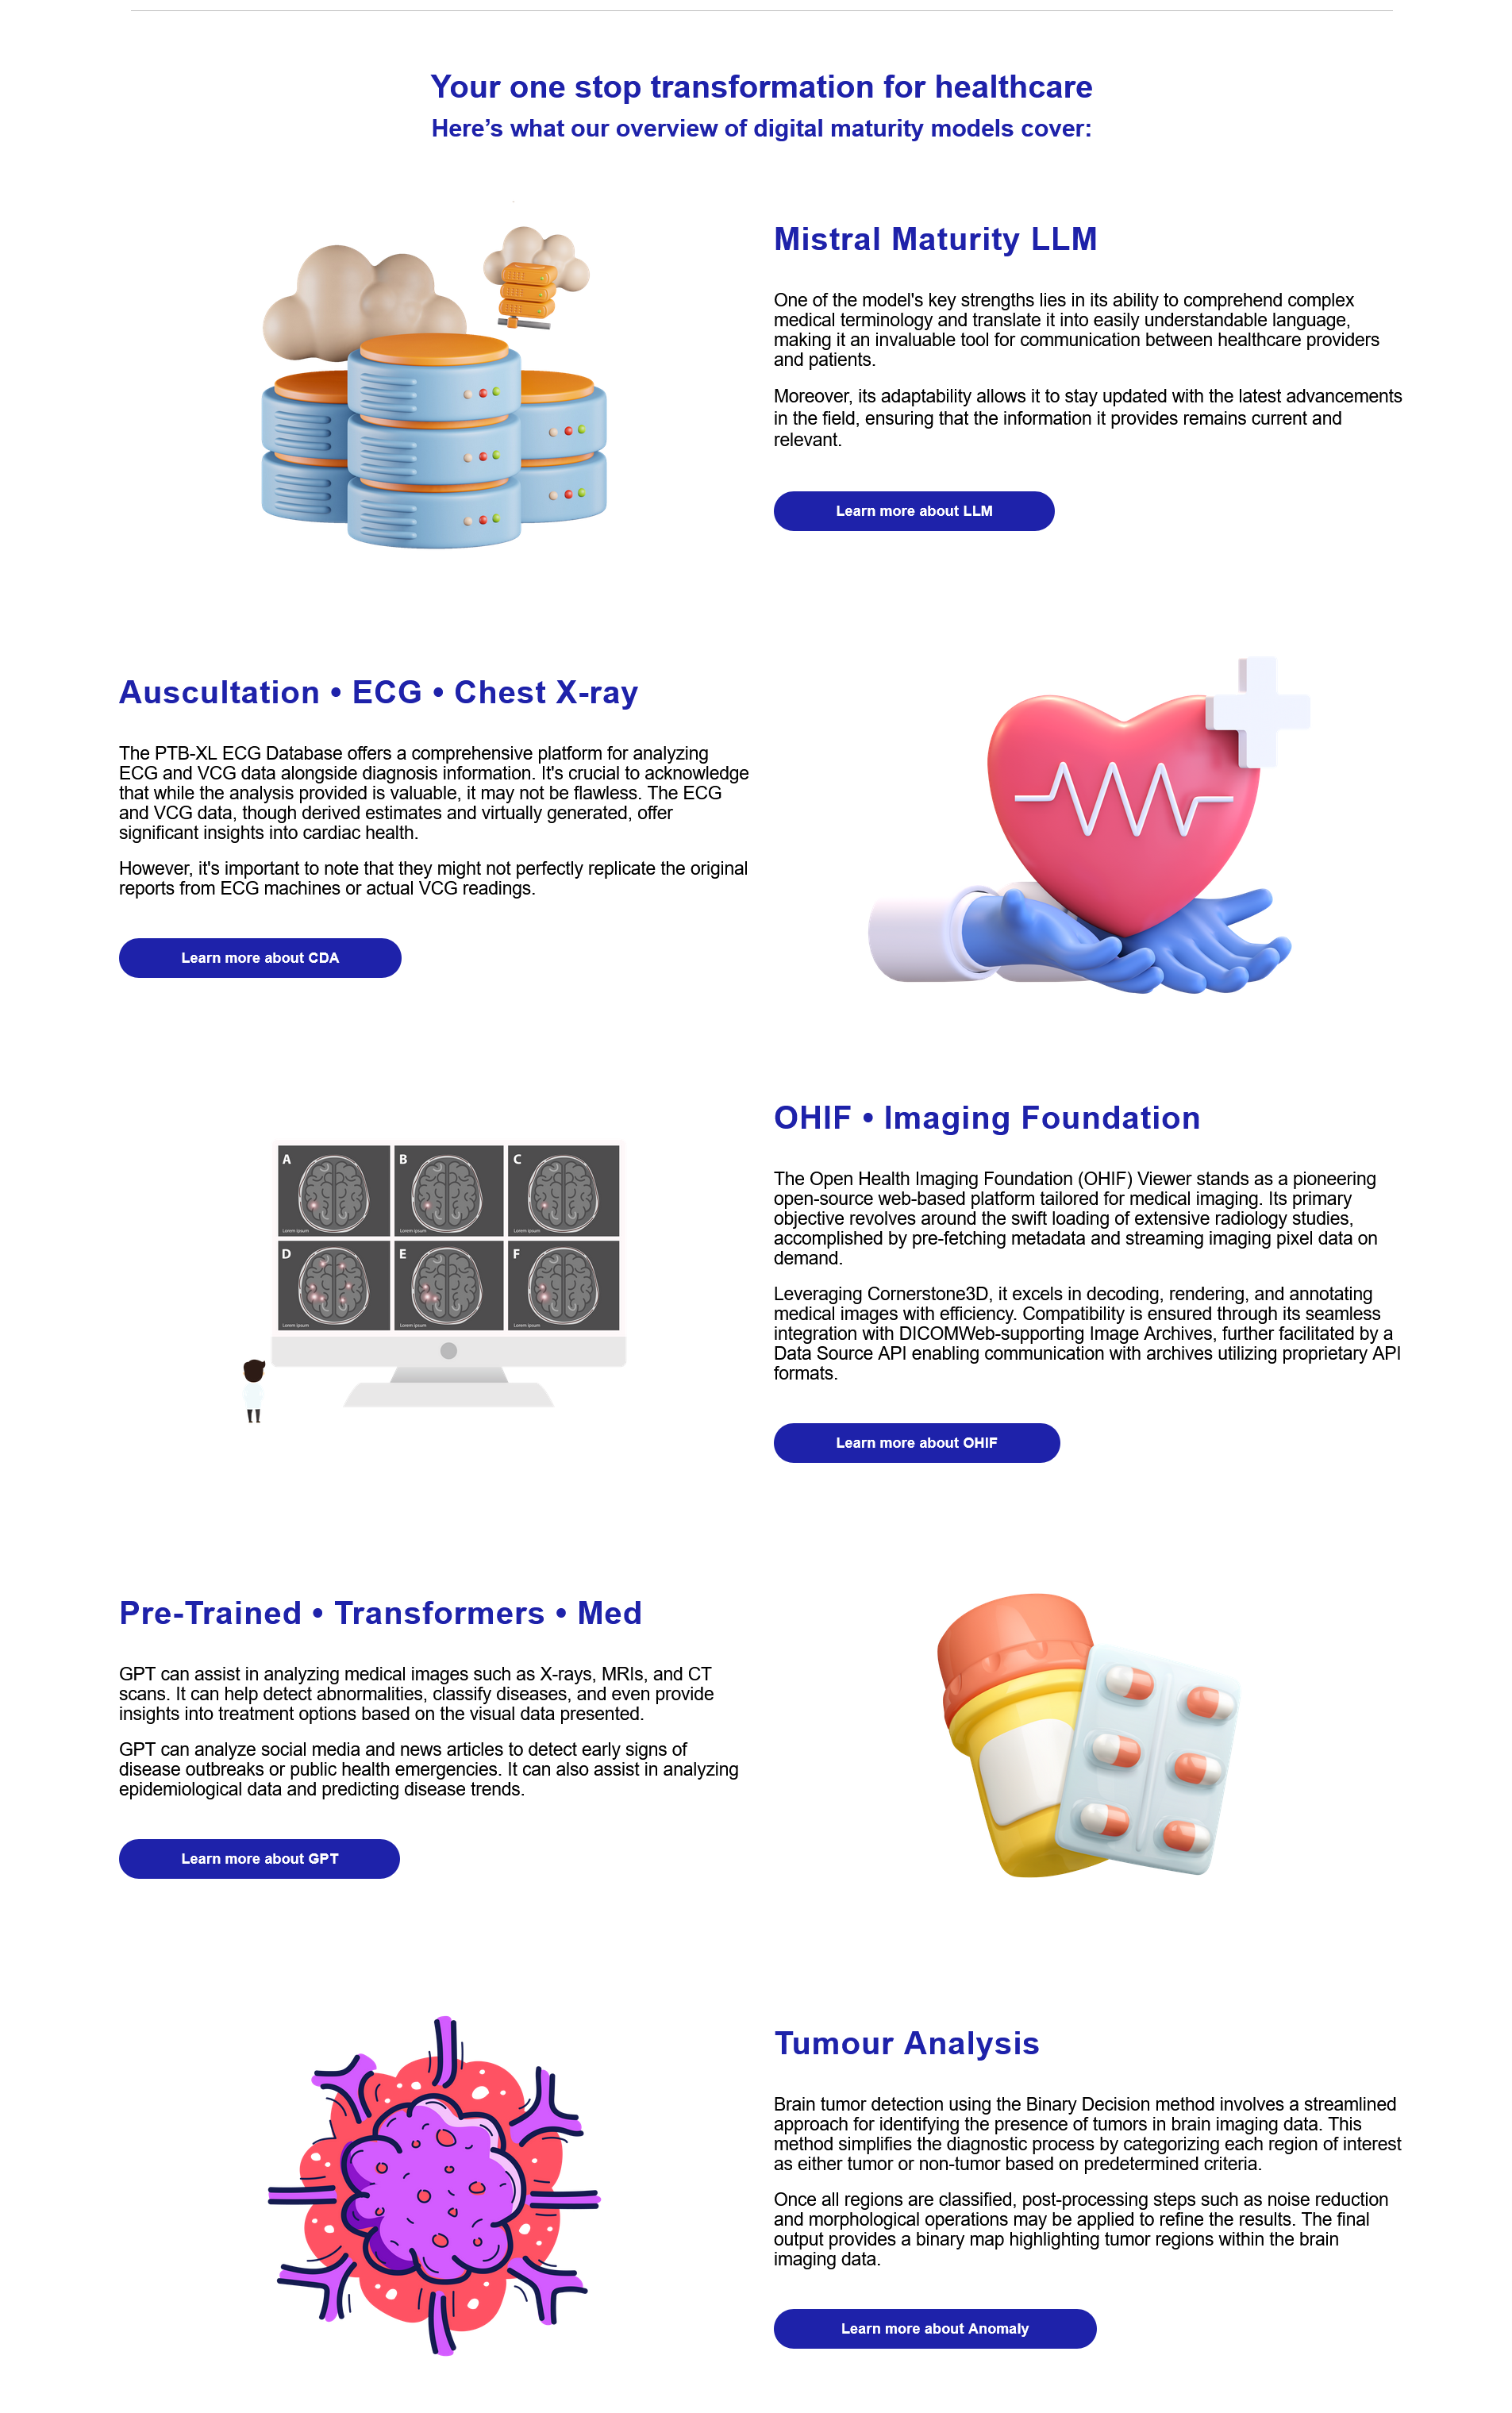 Your one stop transformation for healthcare
Here’s what our overview of digital maturity models cover:
Mistral Maturity LLM
One of the model's key strengths lies in its ability to comprehend complex
medical terminology and translate it into easily understandable language,
making it an invaluable tool for communication between healthcare providers
and patients.
Moreover, its adaptability allows it to stay updated with the latest advancements
in the field, ensuring that the information it provides remains current and
relevant.
Learn more about LLM
Auscultation • ECG • Chest X-ray
The PTB-XL ECG Database offers a comprehensive platform for analyzing
ECG and VCG data alongside diagnosis information. It's crucial to acknowledge
that while the analysis provided is valuable, it may not be flawless. The ECG
and VCG data, though derived estimates and virtually generated, offer
significant insights into cardiac health.
However, it's important to note that they might not perfectly replicate the original
reports from ECG machines or actual VCG readings.
Learn more about CDA
OHIF • Imaging Foundation
The Open Health Imaging Foundation (OHIF) Viewer stands as a pioneering
open-source web-based platform tailored for medical imaging. Its primary
objective revolves around the swift loading of extensive radiology studies,
accomplished by pre-fetching metadata and streaming imaging pixel data on
demand.
Leveraging Cornerstone3D, it excels in decoding, rendering, and annotating
medical images with efficiency. Compatibility is ensured through its seamless
integration with DICOMWeb-supporting Image Archives, further facilitated by a
Data Source API enabling communication with archives utilizing proprietary API
formats.
Learn more about OHIF
A B C
Lorem ipsum Lorem ipsum Lorem ipsum
D E F
Lorem ipsum Lorem ipsum Lorem ipsum
Pre-Trained • Transformers • Med
GPT can assist in analyzing medical images such as X-rays, MRIs, and CT
scans. It can help detect abnormalities, classify diseases, and even provide
insights into treatment options based on the visual data presented.
GPT can analyze social media and news articles to detect early signs of
disease outbreaks or public health emergencies. It can also assist in analyzing
epidemiological data and predicting disease trends.
Learn more about GPT
Tumour Analysis
Brain tumor detection using the Binary Decision method involves a streamlined
approach for identifying the presence of tumors in brain imaging data. This
method simplifies the diagnostic process by categorizing each region of interest
as either tumor or non-tumor based on predetermined criteria.
Once all regions are classified, post-processing steps such as noise reduction
and morphological operations may be applied to refine the results. The final
output provides a binary map highlighting tumor regions within the brain
imaging data.
Learn more about Anomaly